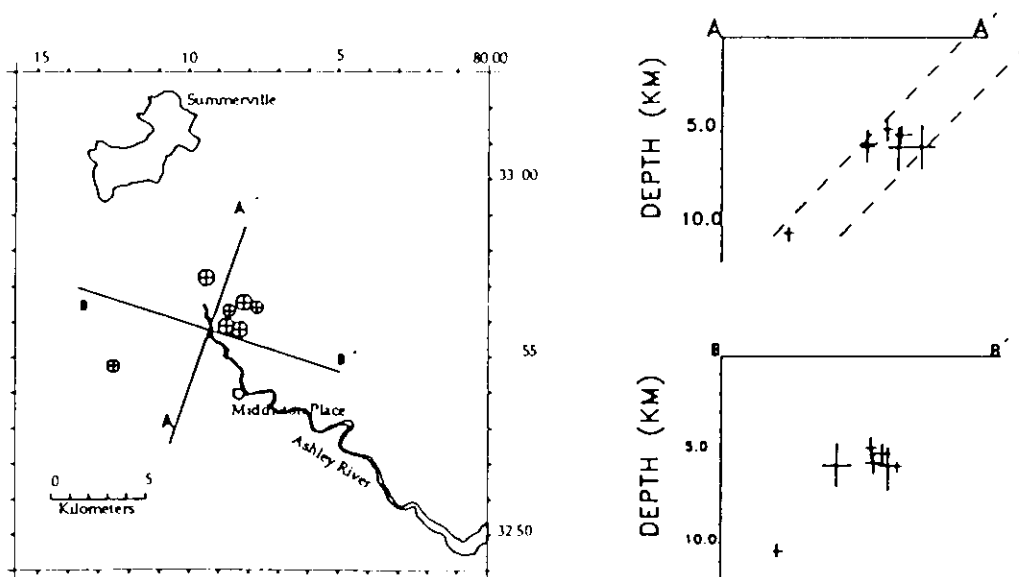 15 10 5 80 00
Summerville
33 00
A ´
B
55
B ´
A
Middleton Place
Ashley River
0 5
Kilometers
32 50
A A ´
DEPTH (KM)
5.0
10.0
B B ´
DEPTH (KM)
5.0
10.0